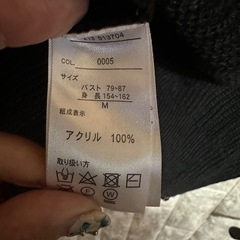 COL. 0005
サイズ
バスト 79~87
身 長 154~162
M
組成表示
アクリル 100%
取り扱い方